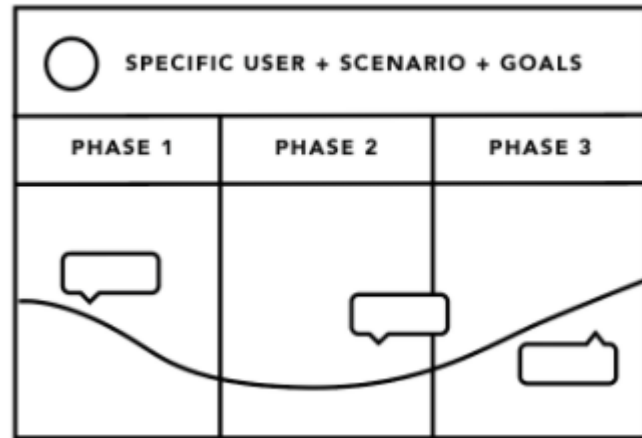 SPECIFIC USER + SCENARIO + GOALS
PHASE 1 PHASE 2 PHASE 3